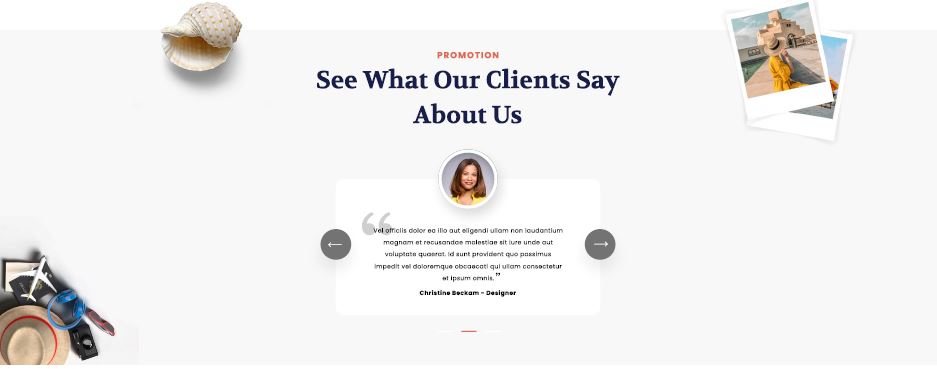 PROMOTION
See What Our Clients Say
About Us
“
Vel officiis dolor ea illo aut eligendi ullam non laudantium
magnam et recusandae molestiae sit iure unde aut
voluptate quaerat. Id sunt provident quo possimus
impedit vel doloremque obcaecati qui ullam consectetur
et ipsum omnis. ”
Christine Beckam - Designer